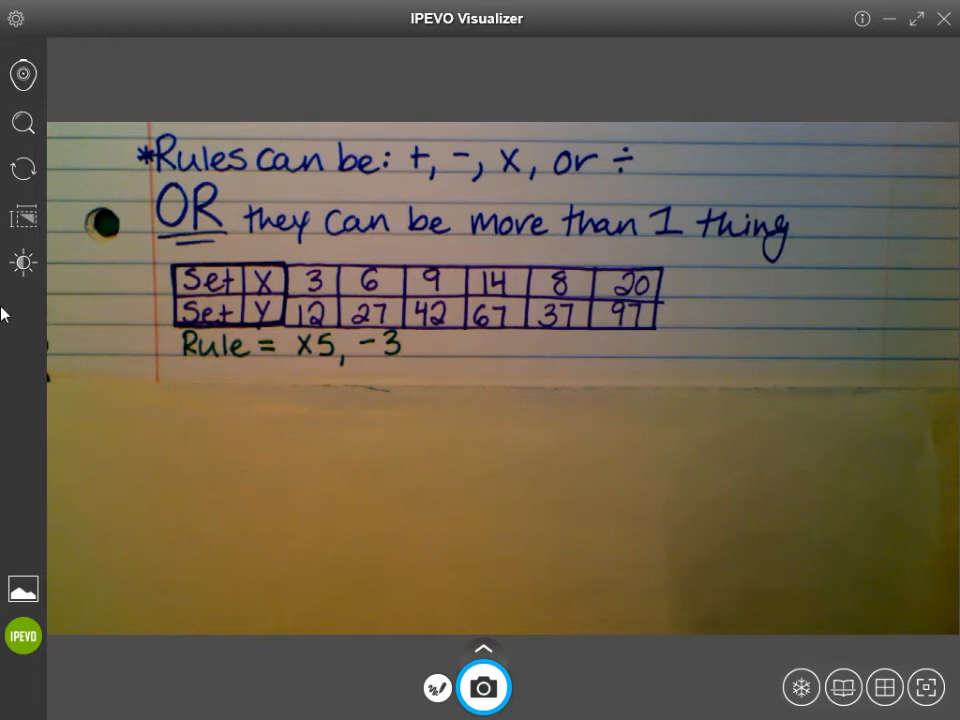 IPEVO Visualizer
*Rules can be: +, -, x, or ÷
OR they can be more than 1 thing
Set X 3 6 9 14 8 20
Set Y 12 27 42 67 37 97
Rule = x5, -3
IPEVO